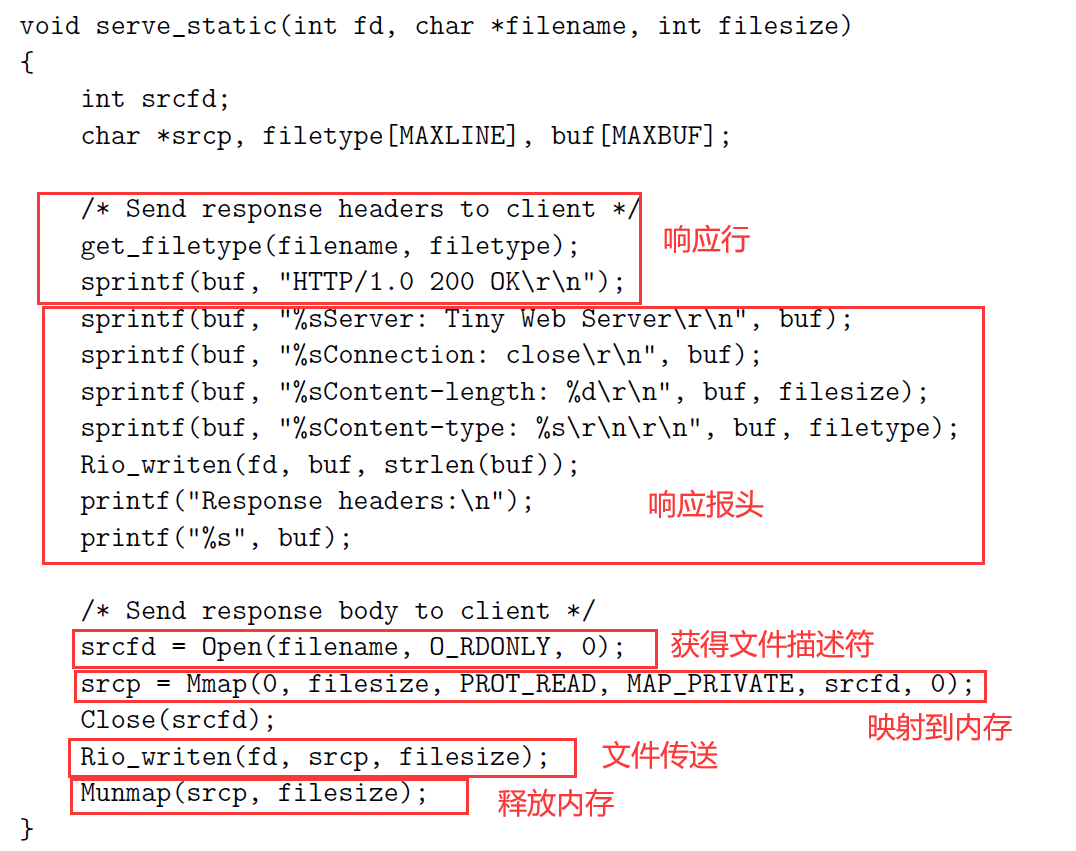 void serve_static(int fd, char *filename, int filesize)
{
    int srcfd;
    char *srcp, filetype[MAXLINE], buf[MAXBUF];
    /* Send response headers to client */
    get_filetype(filename, filetype);
响应行
    sprintf(buf, "HTTP/1.0 200 OK\r\n");
    sprintf(buf, "%sServer: Tiny Web Server\r\n", buf);
    sprintf(buf, "%sConnection: close\r\n", buf);
    sprintf(buf, "%sContent-length: %d\r\n", buf, filesize);
    sprintf(buf, "%sContent-type: %s\r\n\r\n", buf, filetype);
    Rio_writen(fd, buf, strlen(buf));
    printf("Response headers:\n");
响应报头
    printf("%s", buf);
    /* Send response body to client */
    srcfd = Open(filename, O_RDONLY, 0);
获得文件描述符
    srcp = Mmap(0, filesize, PROT_READ, MAP_PRIVATE, srcfd, 0);
    Close(srcfd);
映射到内存
    Rio_writen(fd, srcp, filesize);
文件传送
    Munmap(srcp, filesize);
释放内存
}